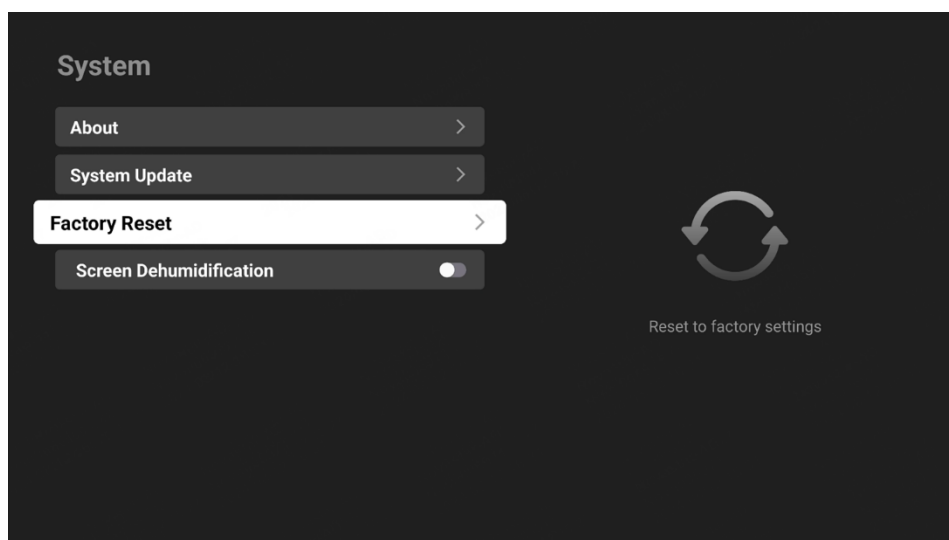 System
About
System Update
Factory Reset
Screen Dehumidification
Reset to factory settings